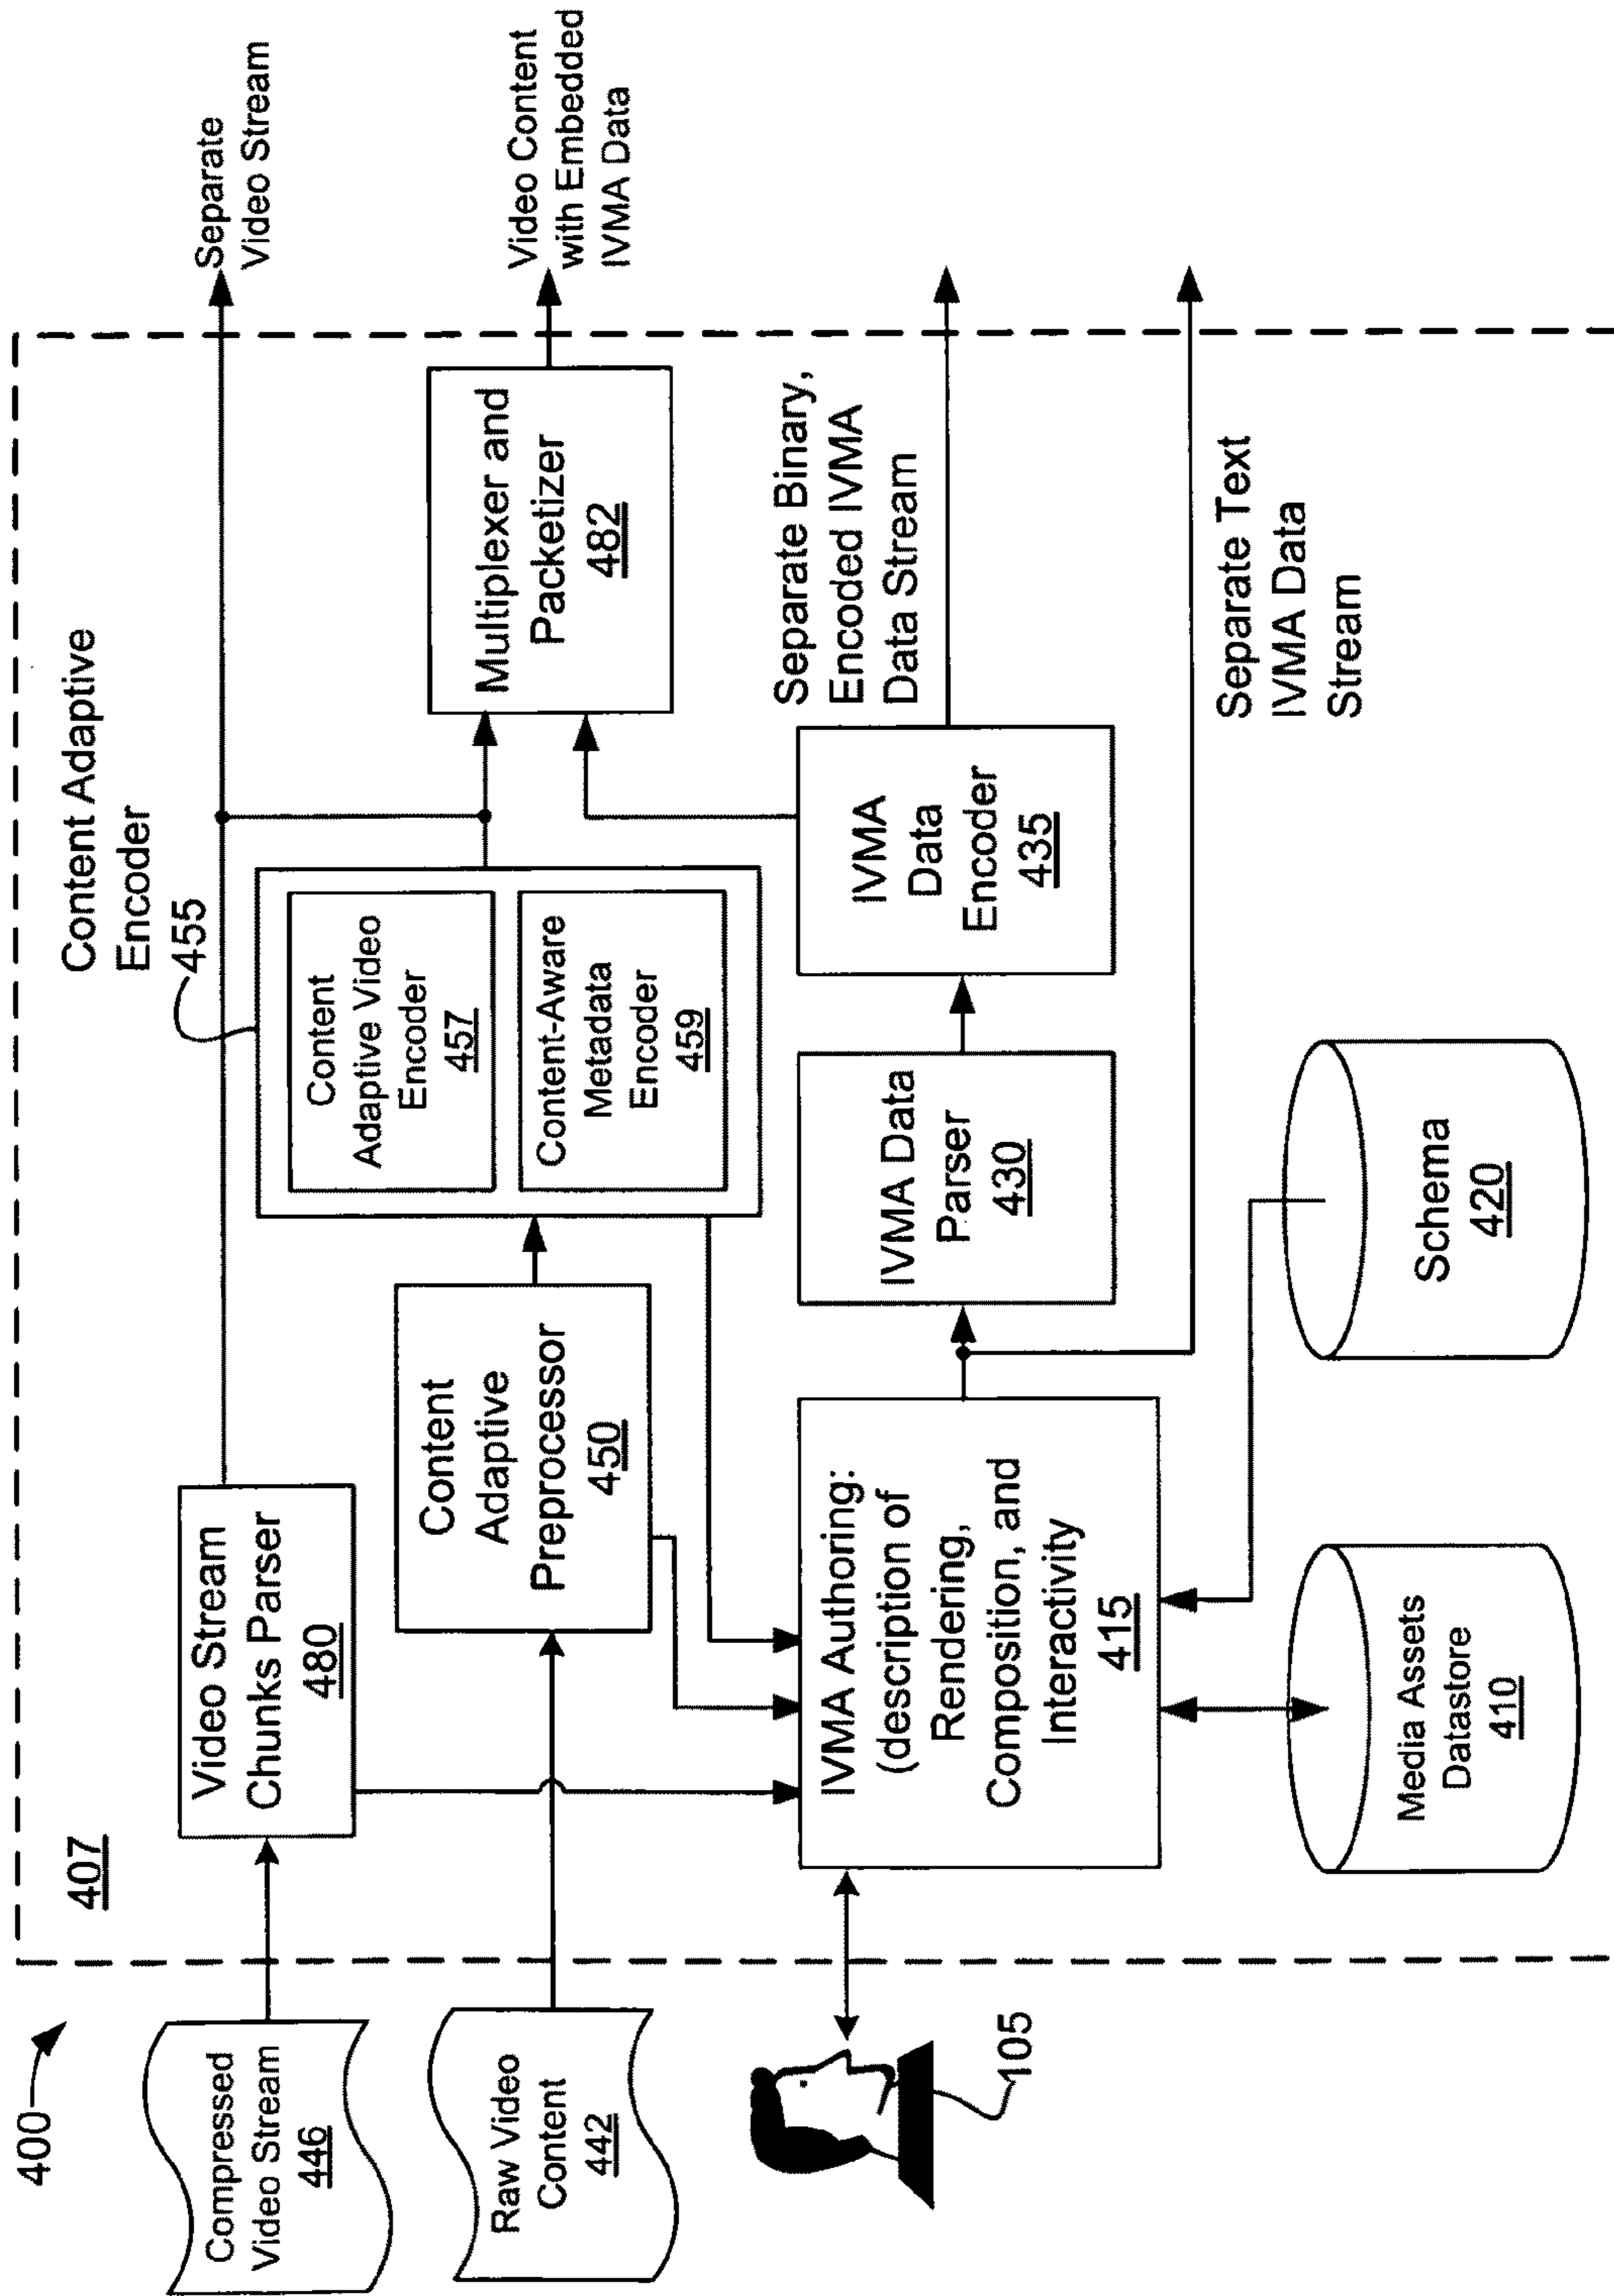 400
407
Compressed
Video Stream
446
Raw Video
Content
442
105
Video Stream
Chunks Parser
480
Content
Adaptive
Preprocessor
450
Content Adaptive
Encoder
455
Content
Adaptive Video
Encoder
457
Content-Aware
Metadata
Encoder
459
Multiplexer and
Packetizer
482
Separate
Video Stream
Video Content
with Embedded
IVMA Data
IVMA Authoring:
(description of
Rendering,
Composition, and
Interactivity
415
IVMA Data
Parser
430
IVMA
Data
Encoder
435
Separate Binary,
Encoded IVMA
Data Stream
Separate Text
IVMA Data
Stream
Media Assets
Datastore
410
Schema
420